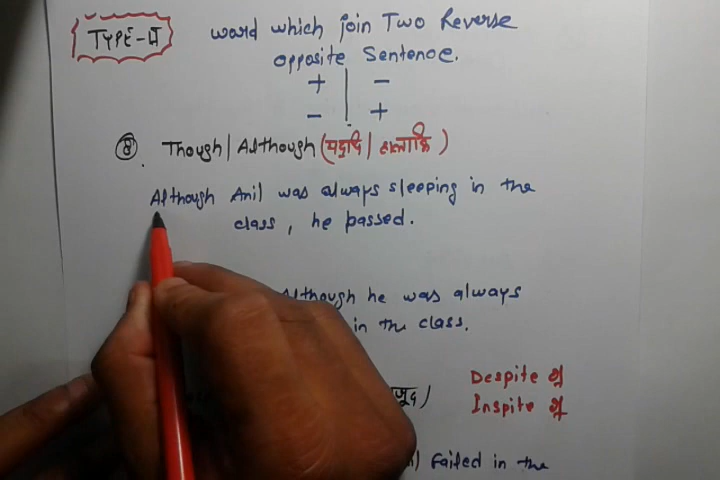 TYPE-II
word which join Two Reverse
opposite Sentence.
+ | -
- | +
⑧. Though | Although (यद्यपि | हालांकि)
Although Anil was always sleeping in the
class, he passed.
Although he was always
in the class.
Despite of
Inspite of
Failed in the